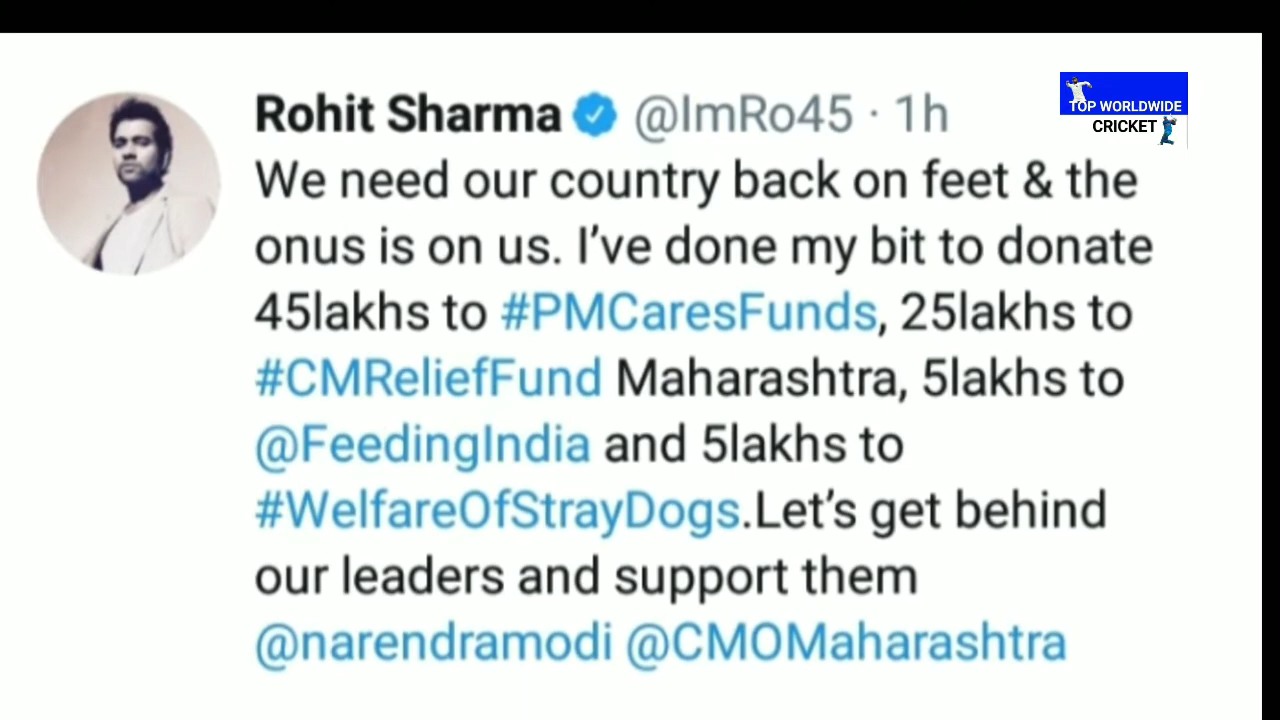 Rohit Sharma @ImRo45 · 1h
TOP WORLDWIDE
CRICKET
We need our country back on feet & the
onus is on us. I’ve done my bit to donate
45lakhs to #PMCaresFunds, 25lakhs to
#CMReliefFund Maharashtra, 5lakhs to
@FeedingIndia and 5lakhs to
#WelfareOfStrayDogs.Let’s get behind
our leaders and support them
@narendramodi @CMOMaharashtra